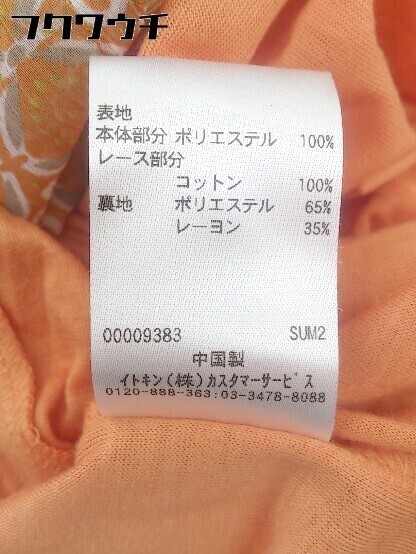 フクウウチ
表地
本体部分 ポリエステル 100%
レース部分
コットン 100%
裏地 ポリエステル 65%
レーヨン 35%
00009383 SUM2
中国製
イトキン(株)カスタマーサービス
0120-888-363:03-3478-8088